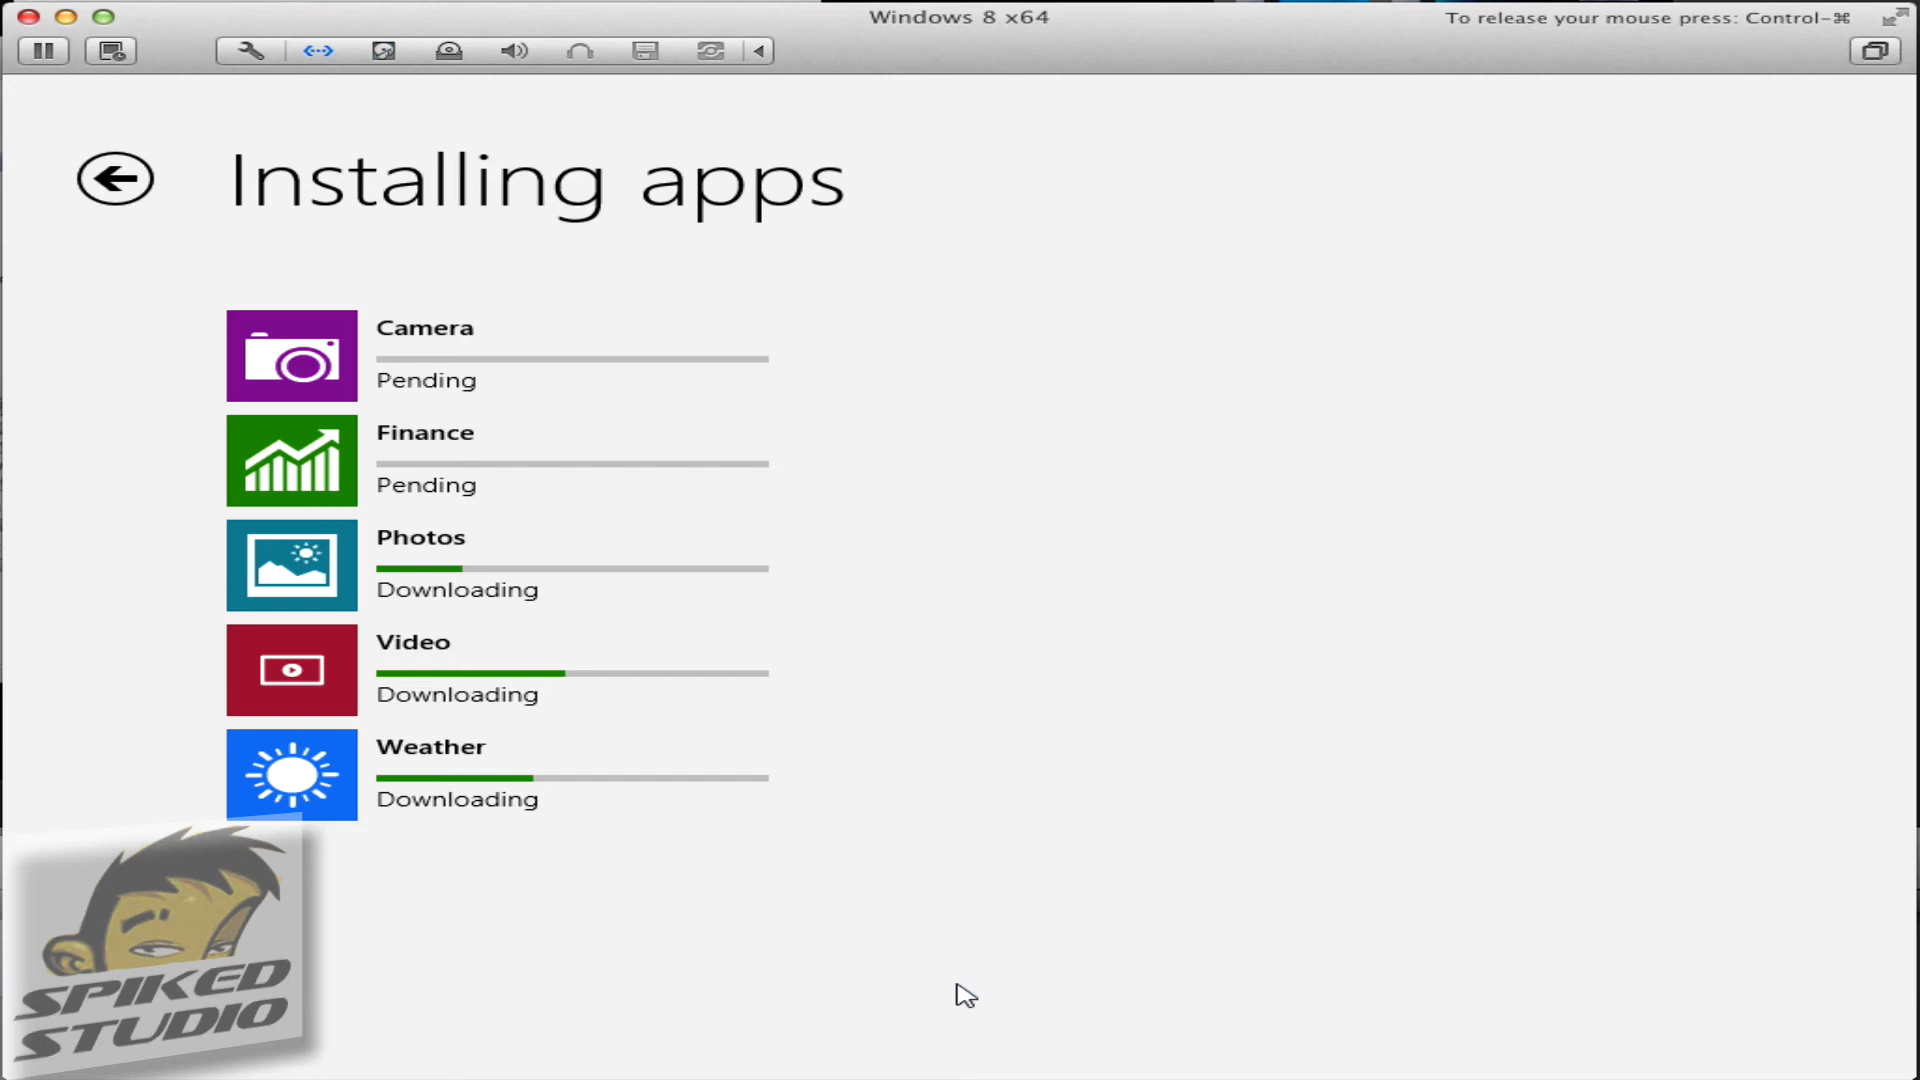 Windows 8 x64
To release your mouse press: Control-⌘
Installing apps
Camera
Pending
Finance
Pending
Photos
Downloading
Video
Downloading
Weather
Downloading
SPIKED
STUDIO